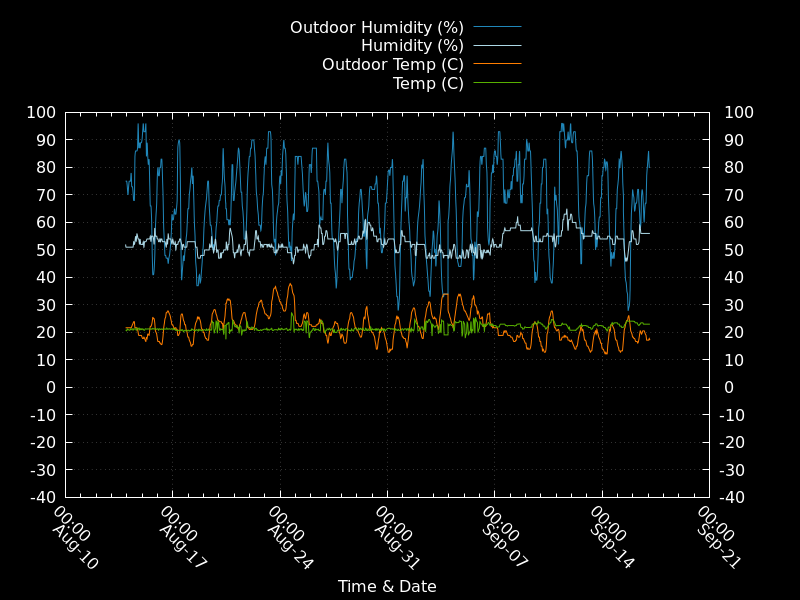 Outdoor Humidity (%)
Humidity (%)
Outdoor Temp (C)
Temp (C)
100 100
90 90
80 80
70 70
60 60
50 50
40 40
30 30
20 20
10 10
0 0
-10 -10
-20 -20
-30 -30
-40 -40
00:00 00:00 00:00 00:00 00:00 00:00 00:00
Aug-10 Aug-17 Aug-24 Aug-31 Sep-07 Sep-14 Sep-21
Time & Date